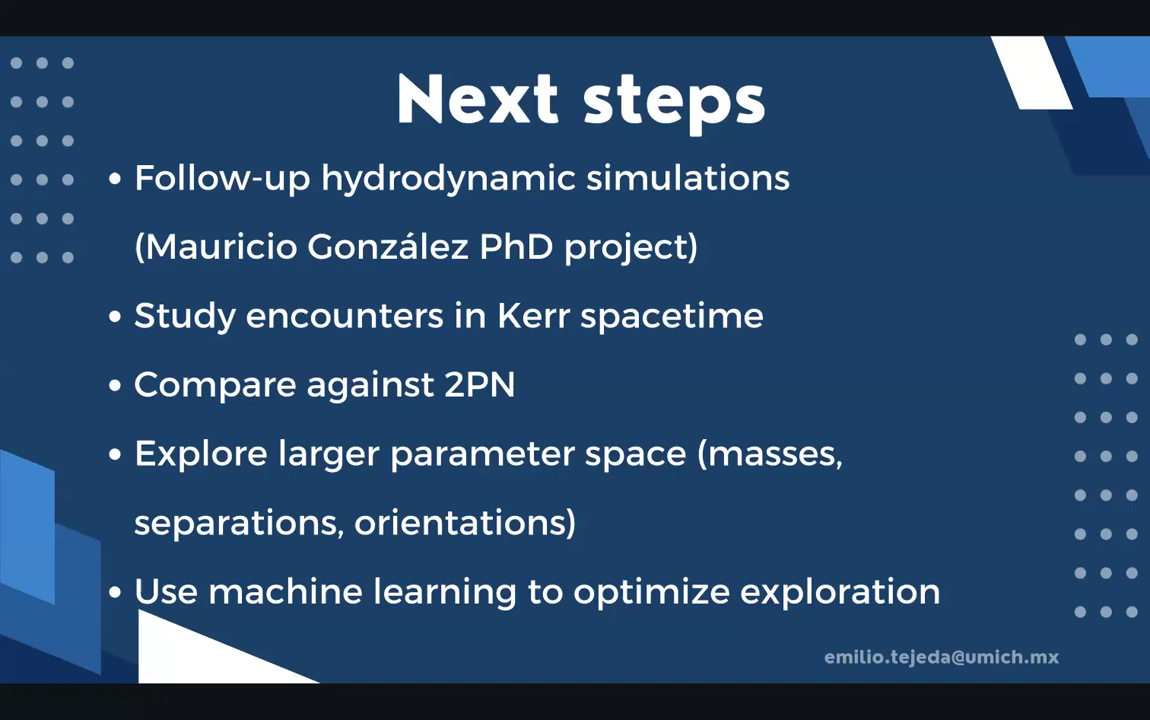 Next steps
• Follow-up hydrodynamic simulations
(Mauricio González PhD project)
• Study encounters in Kerr spacetime
• Compare against 2PN
• Explore larger parameter space (masses,
separations, orientations)
• Use machine learning to optimize exploration
emilio.tejeda@umich.mx